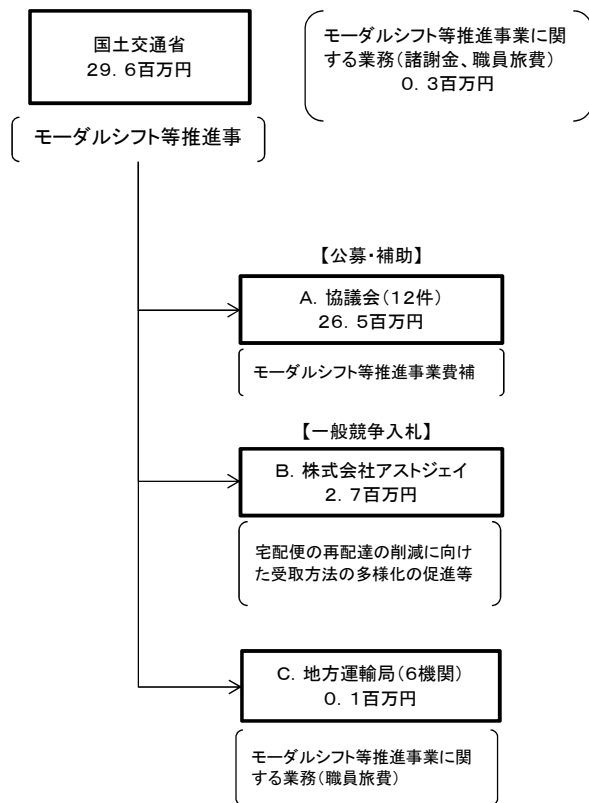 国土交通省
29．6百万円
モーダルシフト等推進事業に関
する業務（諸謝金、職員旅費）
0．3百万円
モーダルシフト等推進事
【公募・補助】
A．協議会（12件）
26．5百万円
モーダルシフト等推進事業費補
【一般競争入札】
B．株式会社アストジェイ
2．7百万円
宅配便の再配達の削減に向け
た受取方法の多様化の促進等
C．地方運輸局（6機関）
0．1百万円
モーダルシフト等推進事業に関
する業務（職員旅費）